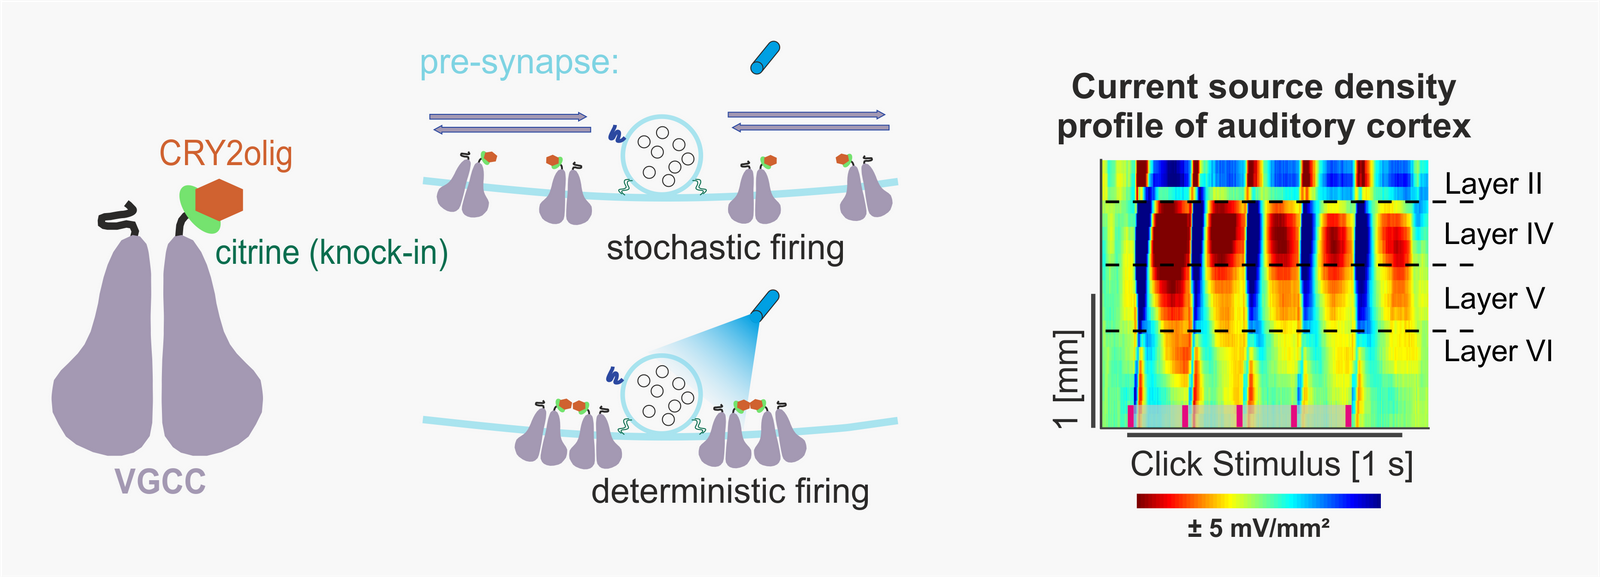 CRY2olig
citrine (knock-in)
VGCC
pre-synapse:
stochastic firing
deterministic firing
Current source density
profile of auditory cortex
Layer II
Layer IV
Layer V
Layer VI
1 [mm]
Click Stimulus [1 s]
± 5 mV/mm²